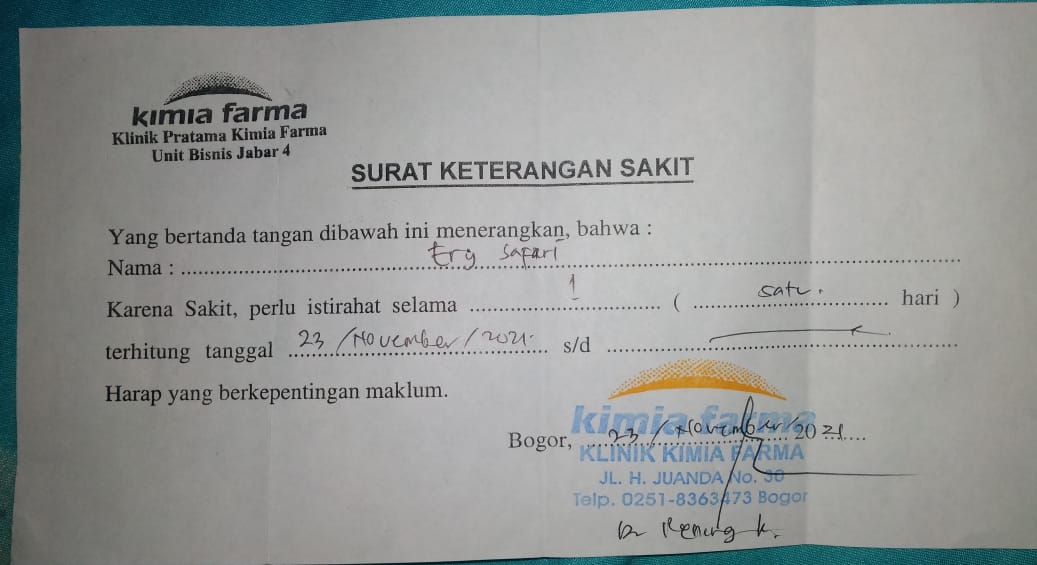 kimia farma
Klinik Pratama Kimia Farma
Unit Bisnis Jabar 4
SURAT KETERANGAN SAKIT
Yang bertanda tangan dibawah ini menerangkan, bahwa :
Nama : Ery Safari
Karena Sakit, perlu istirahat selama 1 ( satu. hari )
terhitung tanggal 23 /November/2021. s/d
Harap yang berkepentingan maklum.
kimia farma
Bogor, 23/November/2021
KLINIK KIMIA FARMA
JL. H. JUANDA No. 30
Telp. 0251-8363473 Bogor
Dr K.